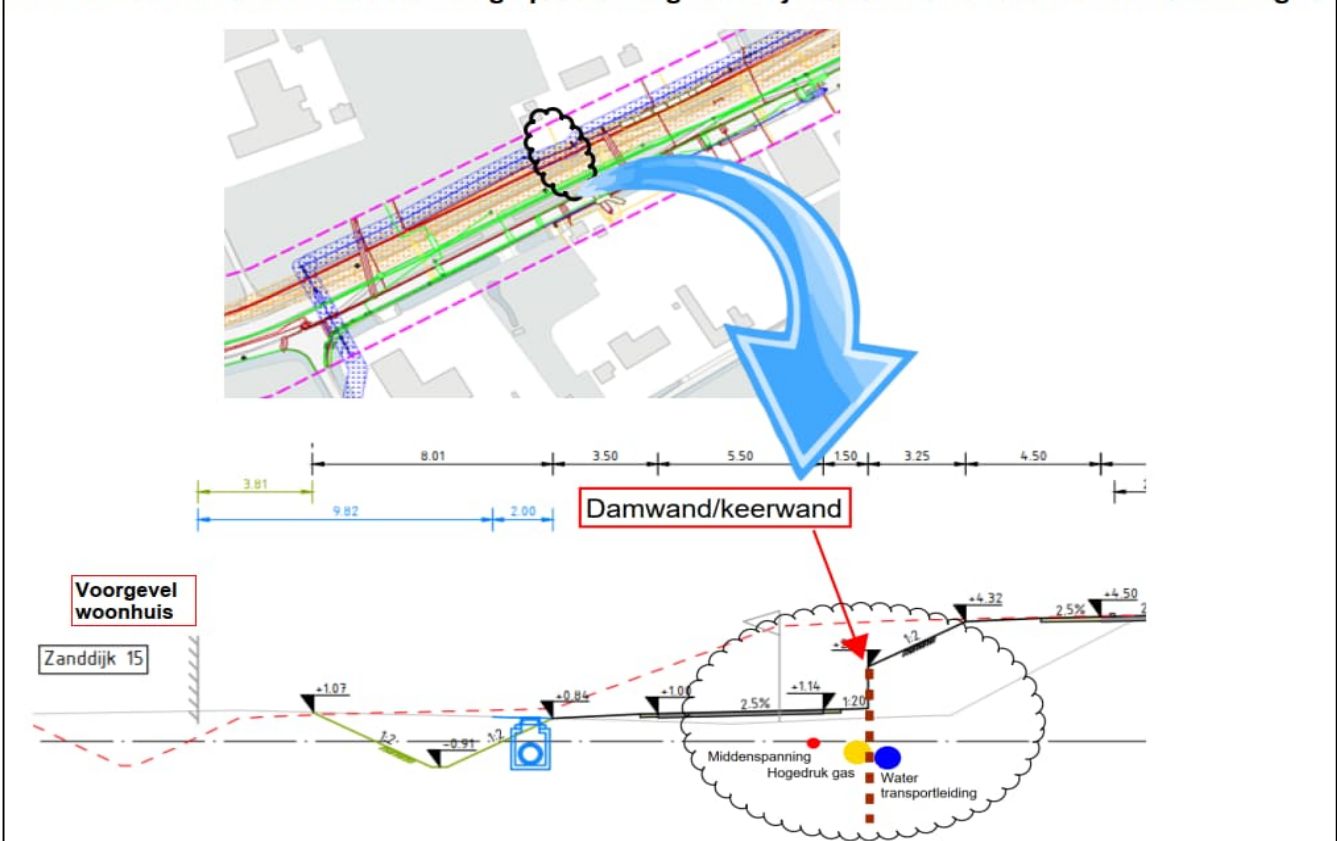 8.01
3.50
5.50
1.50
3.25
4.50
3.81
9.82
2.00
Damwand/keerwand
Voorgevel
woonhuis
Zanddijk 15
+1.07
1:2
-0.91
1:2
+0.84
+1.00
2.5%
+1.14
1:20
1:2
+4.32
2.5%
+4.50
Middenspanning
Hogedruk gas
Water
transportleiding